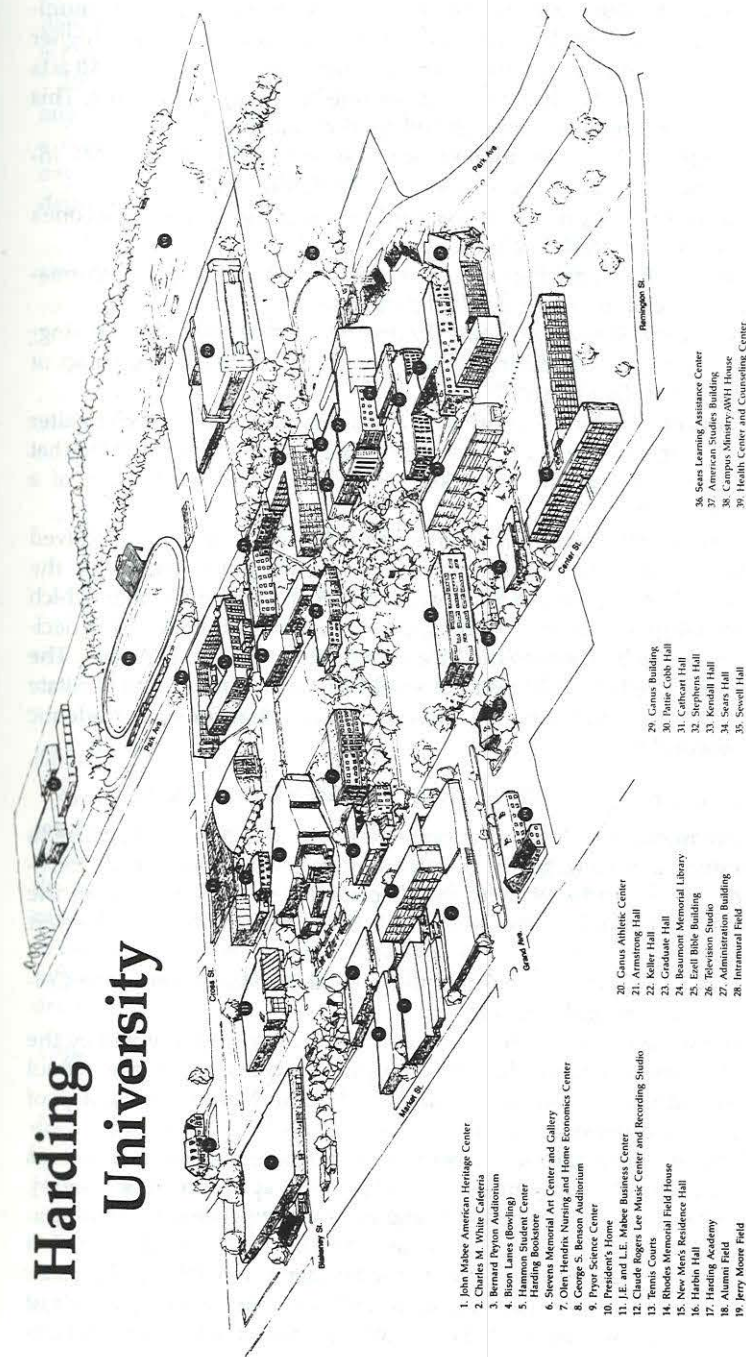 Harding
University
Park Ave
Park Ave
Remington St.
Center St.
Grand Ave.
Market St.
1. John Mabee American Heritage Center
2. Charles M. White Cafeteria
3. Bernard Peyton Auditorium
4. Bison Lanes (Bowling)
5. Hammon Student Center
Harding Bookstore
6. Stevens Memorial Art Center and Gallery
7. Olen Hendrix Nursing and Home Economics Center
8. George S. Benson Auditorium
9. Pryor Science Center
10. President's Home
11. J.E. and L.E. Mabee Business Center
12. Claude Rogers Lee Music Center and Recording Studio
13. Tennis Courts
14. Rhodes Memorial Field House
15. New Men's Residence Hall
16. Harbin Hall
17. Harding Academy
18. Alumni Field
19. Jerry Moore Field
20. Ganus Athletic Center
21. Armstrong Hall
22. Keller Hall
23. Graduate Hall
24. Beaumont Memorial Library
25. Ezell Bible Building
26. Television Studio
27. Administration Building
28. Intramural Field
29. Ganus Building
30. Pattie Cobb Hall
31. Cathcart Hall
32. Stephens Hall
33. Kendall Hall
34. Sears Hall
35. Sewell Hall
36. Sears Learning Assistance Center
37. American Studies Building
38. Campus Ministry-AWH House
39. Health Center and Counseling Center